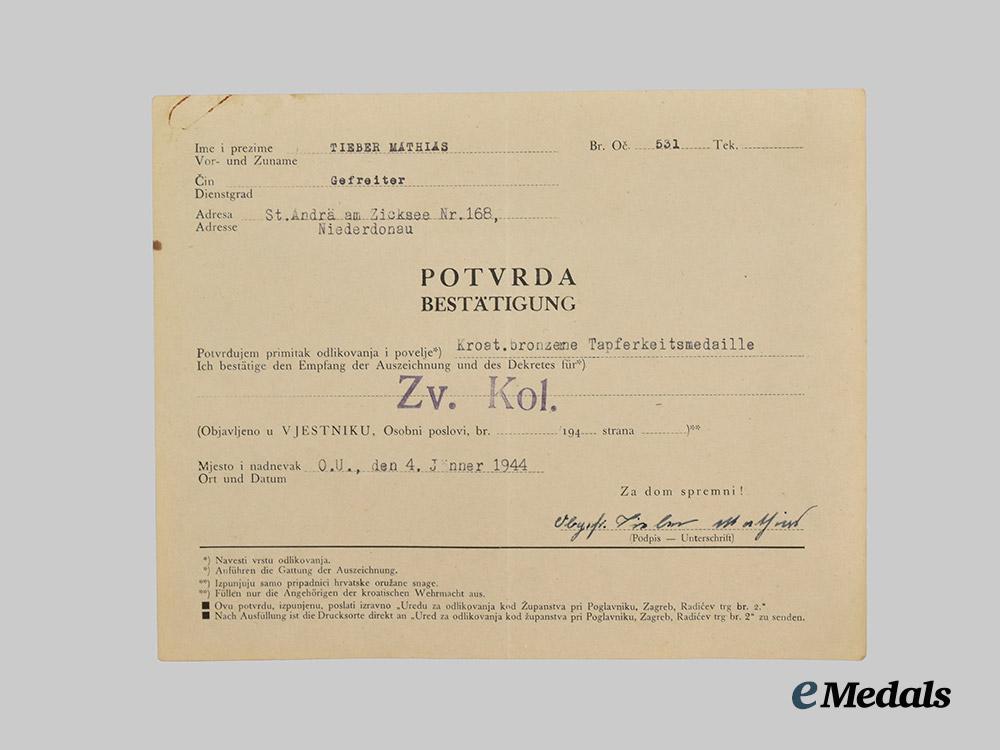 Ime i prezime TIEBER MATHIAS Br. Oč. 531 Tek.
Vor- und Zuname
Čin Gefreiter
Dienstgrad
Adresa St.Andrä am Zicksee Nr.168,
Adresse Niederdonau
POTVRDA
BESTÄTIGUNG
Potvrđujem primitak odlikovanja i povelje*) Kroat.bronzene Tapferkeitsmedaille
Ich bestätige den Empfang der Auszeichnung und des Dekretes für*)
Zv. Kol.
(Objavljeno u VJESTNIKU, Osobni poslovi, br. 194 strana )**
Mjesto i nadnevak O.U., den 4. Jänner 1944
Ort und Datum
Za dom spremni!
Obgefr. Tieber Mathias
(Podpis — Unterschrift)
*) Navesti vrstu odlikovanja.
*) Anführen die Gattung der Auszeichnung.
**) Izpunjuju samo pripadnici hrvatske oružane snage.
**) Füllen nur die Angehörigen der kroatischen Wehrmacht aus.
■ Ovu potvrdu, izpunjenu, poslati izravno „Uredu za odlikovanja kod Županstva pri Poglavniku, Zagreb, Radićev trg br. 2.“
■ Nach Ausfüllung ist die Drucksorte direkt an „Ured za odlikovanja kod županstva pri Poglavniku, Zagreb, Radićev trg br. 2“ zu senden.
eMedals